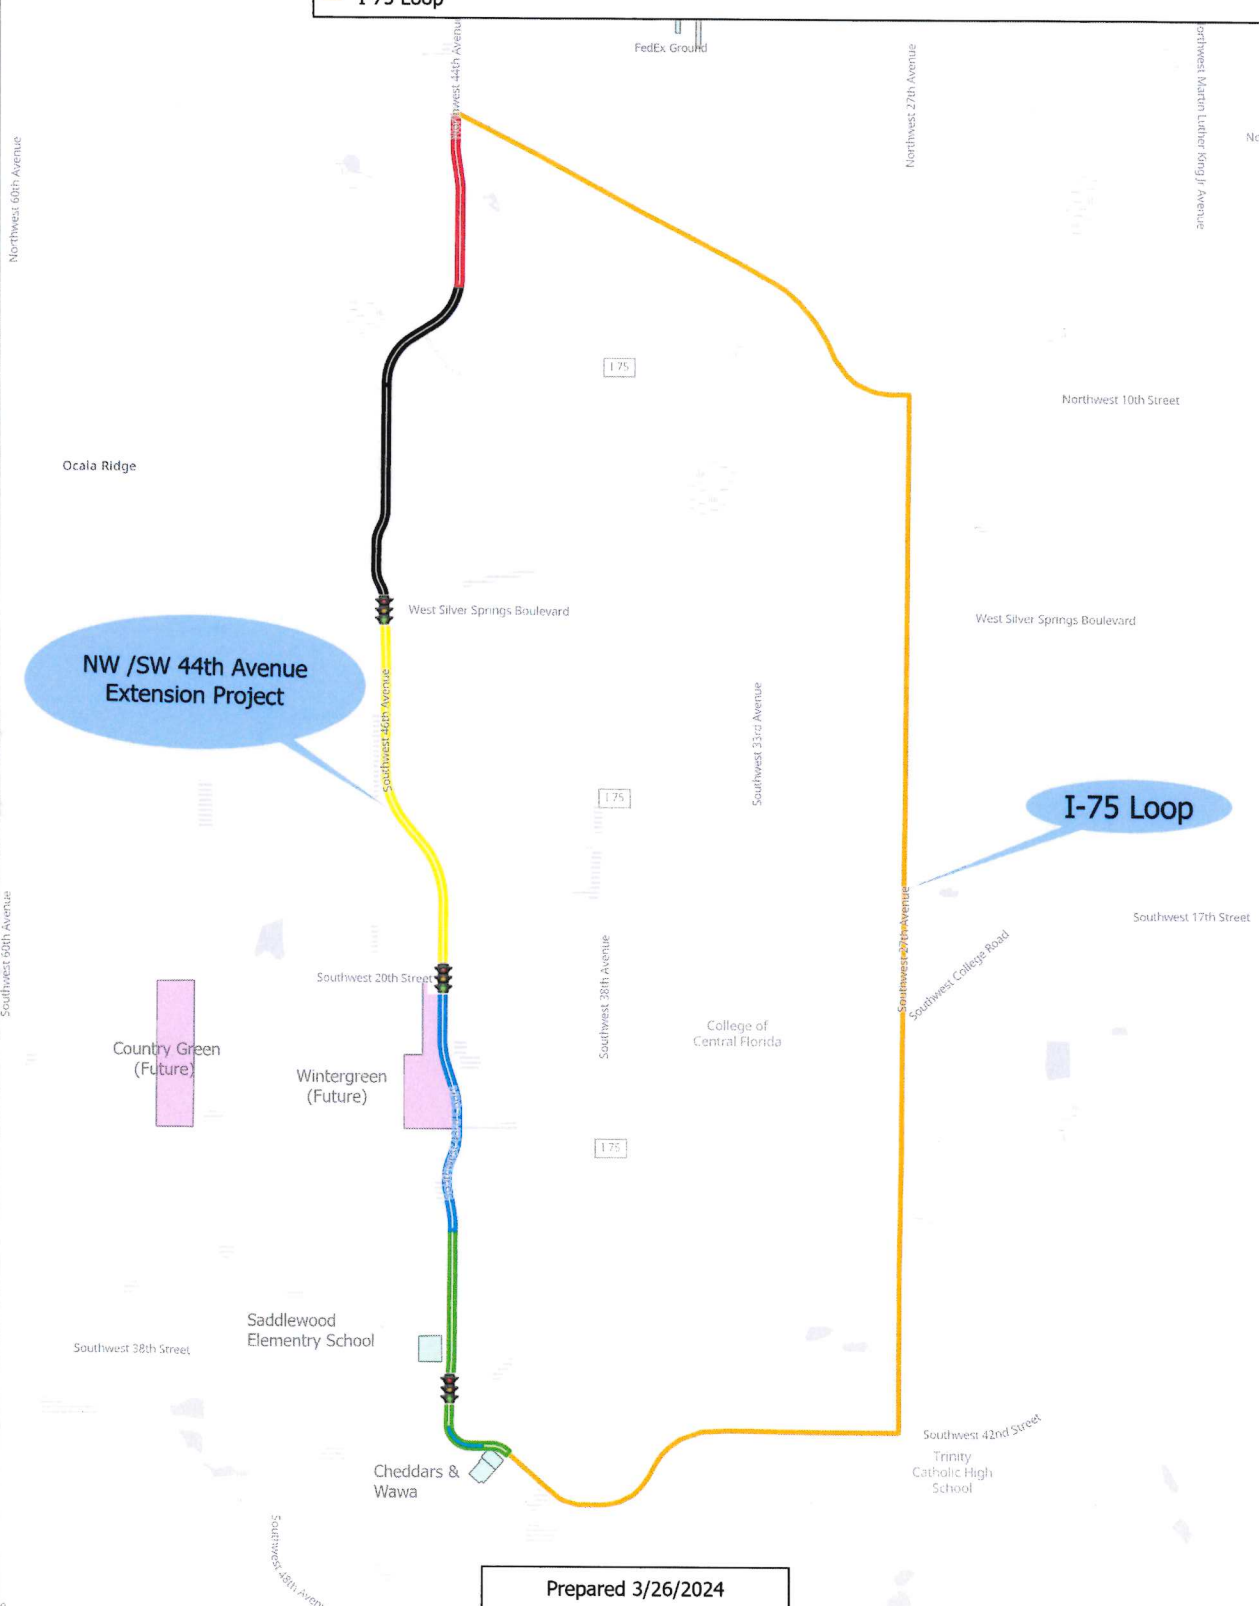 I-75 Loop
Northwest 44th Avenue
FedEx Ground
Northwest 27th Avenue
Northwest Martin Luther King Jr Avenue
No
Northwest 60th Avenue
I 75
Northwest 10th Street
Ocala Ridge
West Silver Springs Boulevard
West Silver Springs Boulevard
NW /SW 44th Avenue
Extension Project
Southwest 46th Avenue
Southwest 33rd Avenue
I 75
I-75 Loop
Southwest 60th Avenue
Southwest 27th Avenue
Southwest 17th Street
Southwest College Road
Southwest 20th Street
Southwest 38th Avenue
College of
Central Florida
Country Green
(Future)
Wintergreen
(Future)
I 75
Saddlewood
Elementry School
Southwest 38th Street
Southwest 42nd Street
Trinity
Catholic High
School
Cheddars &
Wawa
Southwest 48th Aven
Prepared 3/26/2024